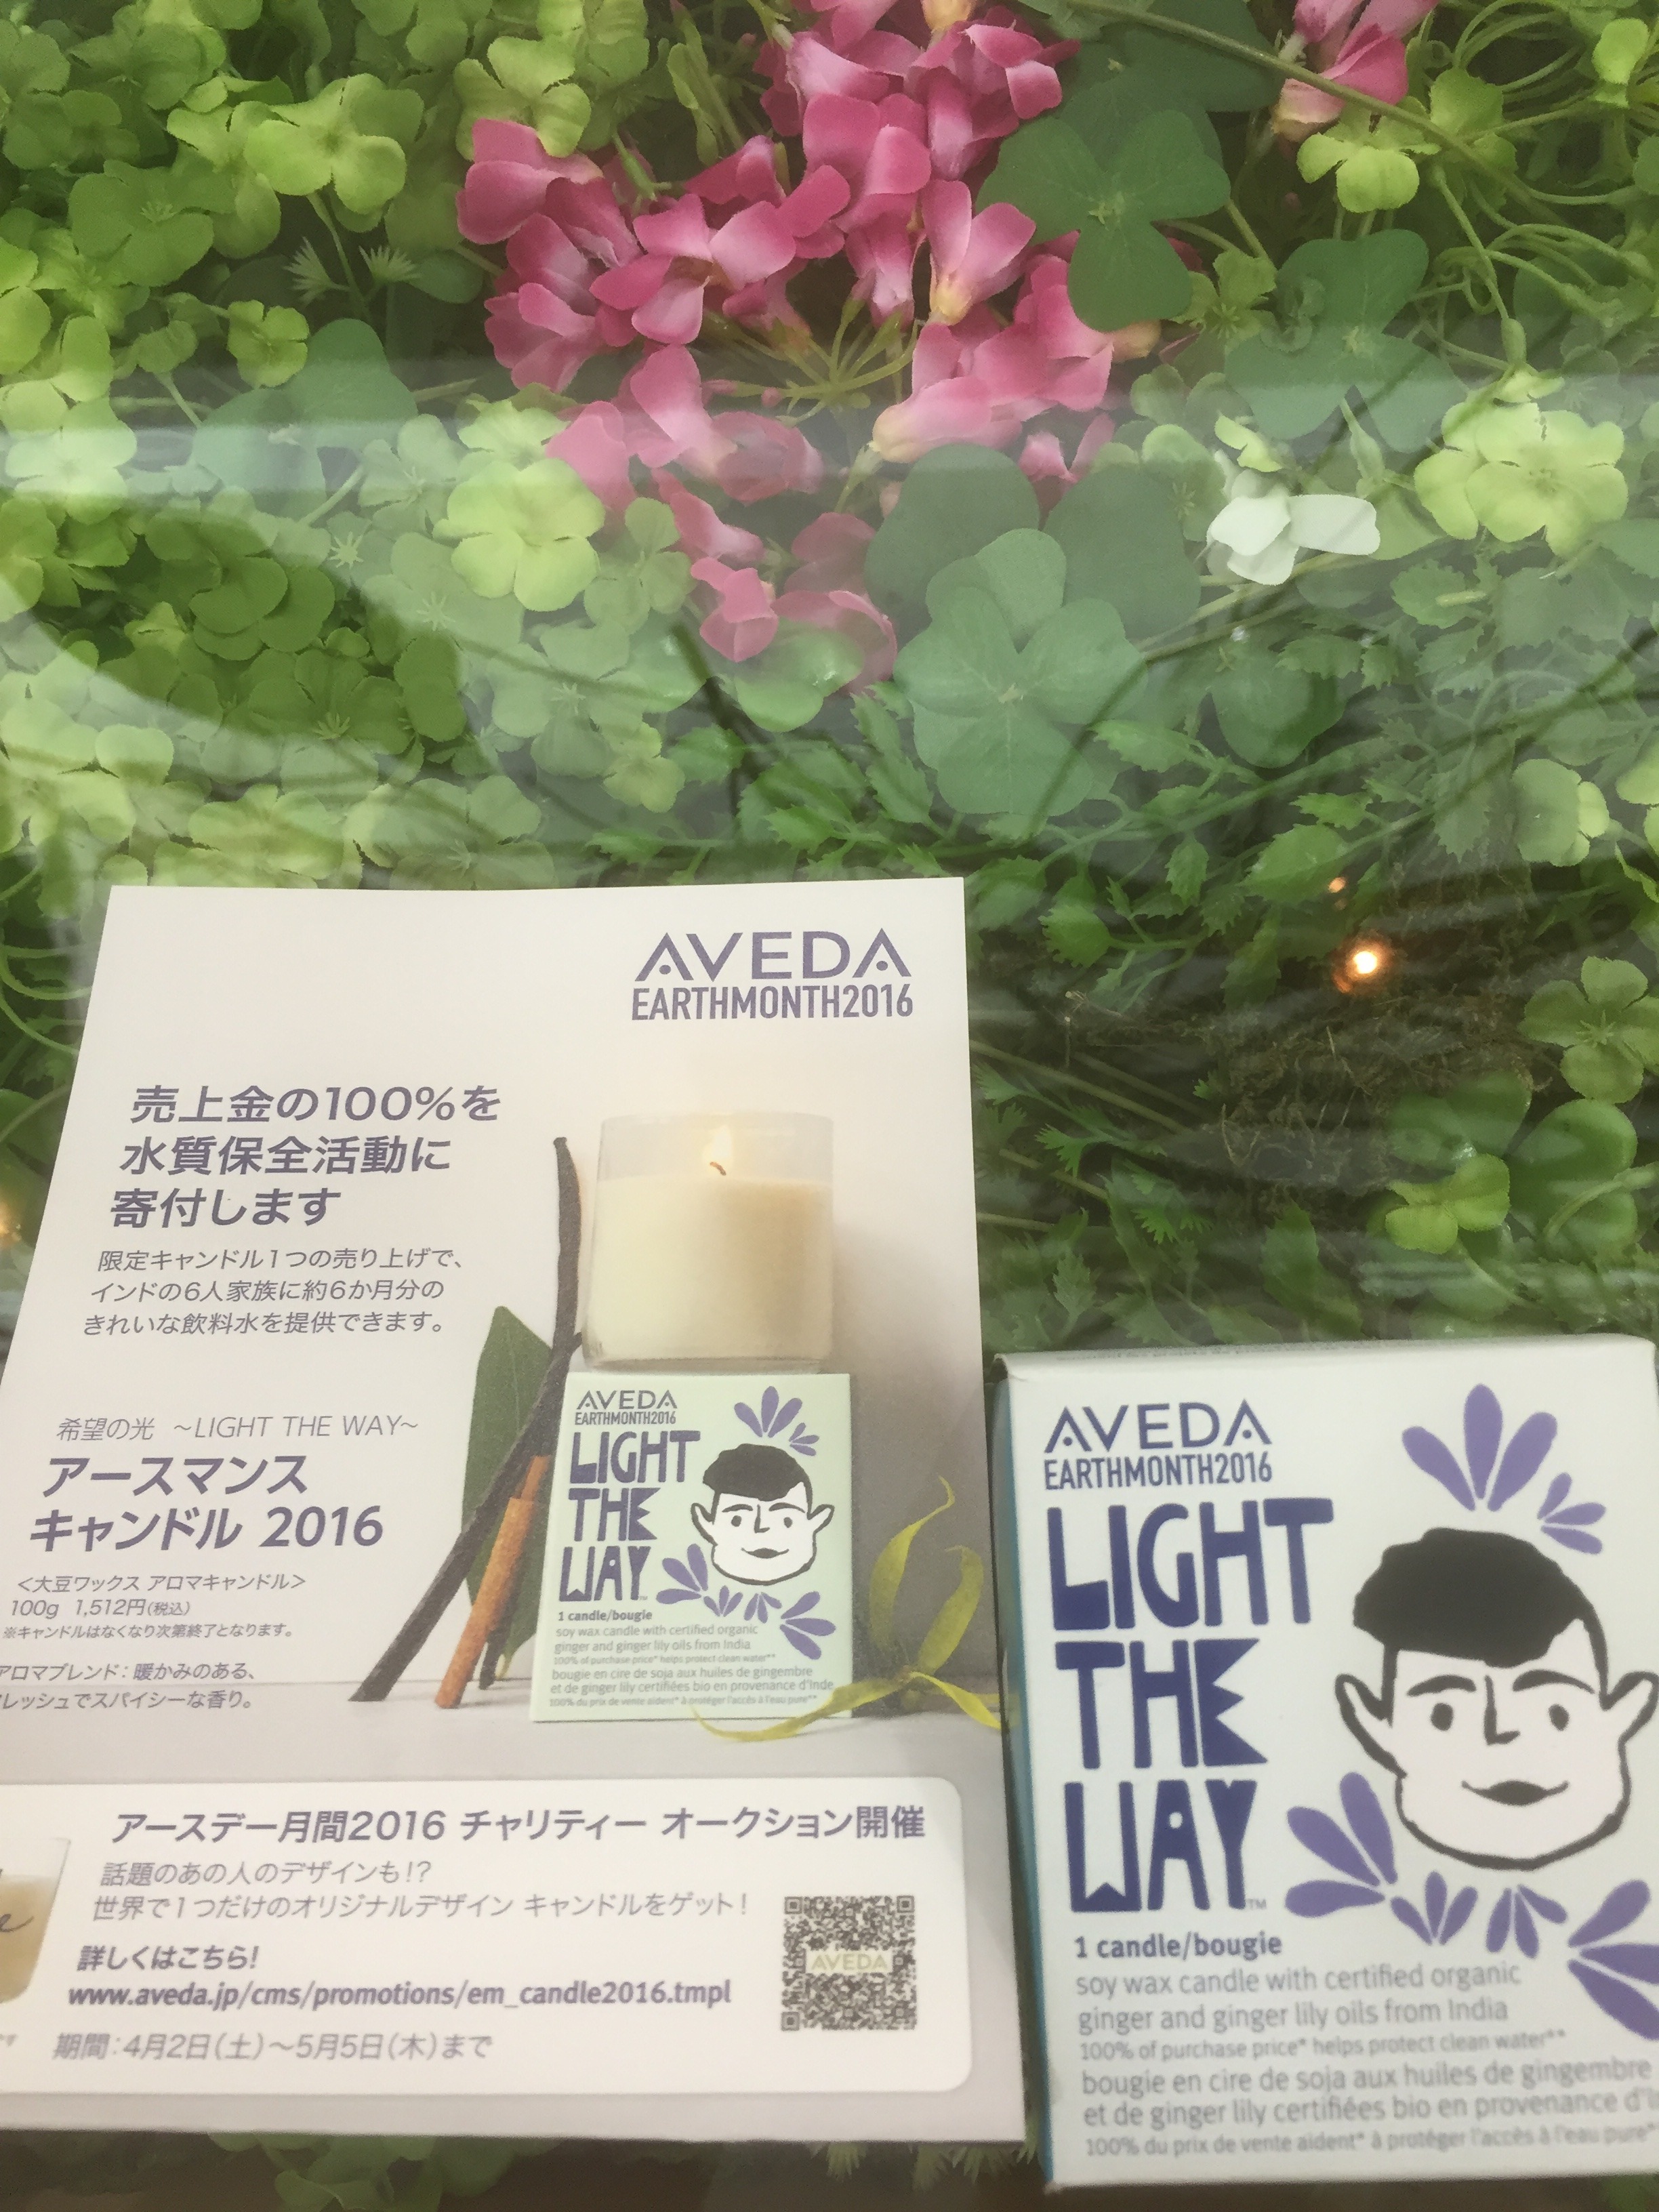 AVEDA
EARTHMONTH2016
売上金の100%を
水質保全活動に
寄付します
限定キャンドル1つの売り上げで、
インドの6人家族に約6か月分の
きれいな飲料水を提供できます。
希望の光 ～LIGHT THE WAY～
アースマンス
キャンドル 2016
＜大豆ワックス アロマキャンドル＞
100g 1,512円(税込)
※キャンドルはなくなり次第終了となります。
アロマブレンド：暖かみのある、
レッシュでスパイシーな香り。
AVEDA
EARTHMONTH2016
LIGHT
THE
WAY™
1 candle/bougie
soy wax candle with certified organic
ginger and ginger lily oils from India
100% of purchase price* helps protect clean water**
bougie en cire de soja aux huiles de gingembre
et de ginger lily certifiées bio en provenance d'Inde
100% du prix de vente aident* à protéger l'accès à l'eau pure**
アースデー月間2016 チャリティー オークション開催
話題のあの人のデザインも!?
世界で1つだけのオリジナルデザイン キャンドルをゲット！
詳しくはこちら!
www.aveda.jp/cms/promotions/em_candle2016.tmpl
期間：4月2日(土)～5月5日(木)まで
AVEDA
AVEDA
EARTHMONTH2016
LIGHT
THE
WAY™
1 candle/bougie
soy wax candle with certified organic
ginger and ginger lily oils from India
100% of purchase price* helps protect clean water**
bougie en cire de soja aux huiles de gingembre
et de ginger lily certifiées bio en provenance d'I
100% du prix de vente aident* à protéger l'accès à l'eau pure**